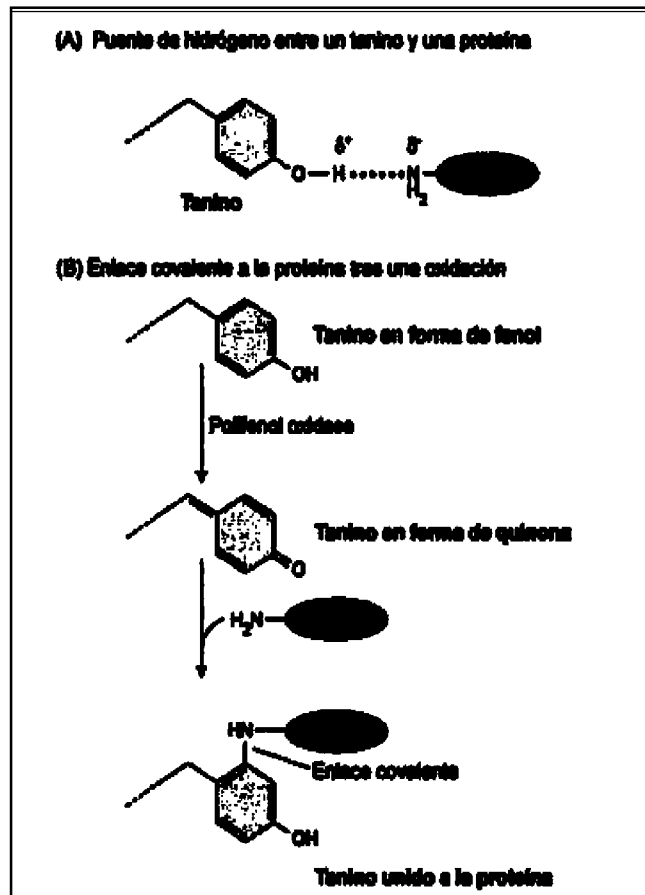 (A) Puente de hidrógeno entre un tanino y una proteína
δ+ δ-
O—H N
H2
Tanino
(B) Enlace covalente a la proteína tras una oxidación
Tanino en forma de fenol
OH
Polifenol oxidasa
Tanino en forma de quinona
O
H2N
HN
Enlace covalente
OH
Tanino unido a la proteína